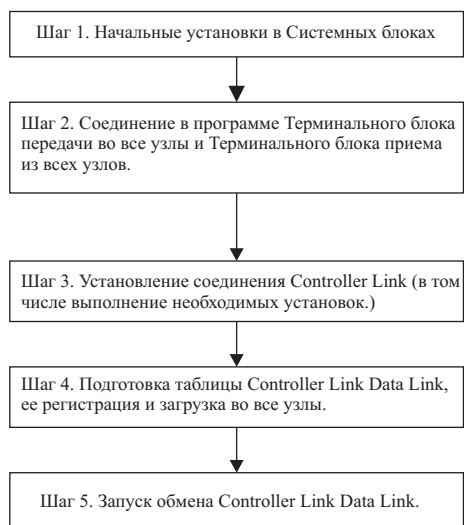 Шаг 1. Начальные установки в Системных блоках
Шаг 2. Соединение в программе Терминального блока
передачи во все узлы и Терминального блока приема
из всех узлов.
Шаг 3. Установление соединения Controller Link (в том
числе выполнение необходимых установок.)
Шаг 4. Подготовка таблицы Controller Link Data Link,
ее регистрация и загрузка во все узлы.
Шаг 5. Запуск обмена Controller Link Data Link.